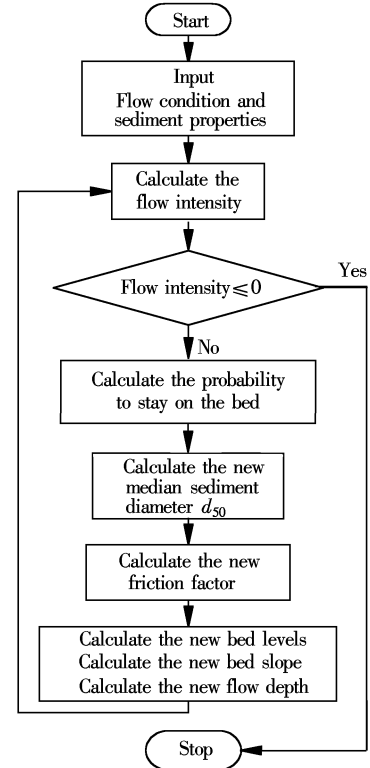 Start
Input
Flow condition and
sediment properties
Calculate the
flow intensity
Flow intensity⩽0
Yes
No
Calculate the probability
to stay on the bed
Calculate the new
median sediment
diameter d50
Calculate the new
friction factor
Calculate the new bed levels
Calculate the new bed slope
Calculate the new flow depth
Stop